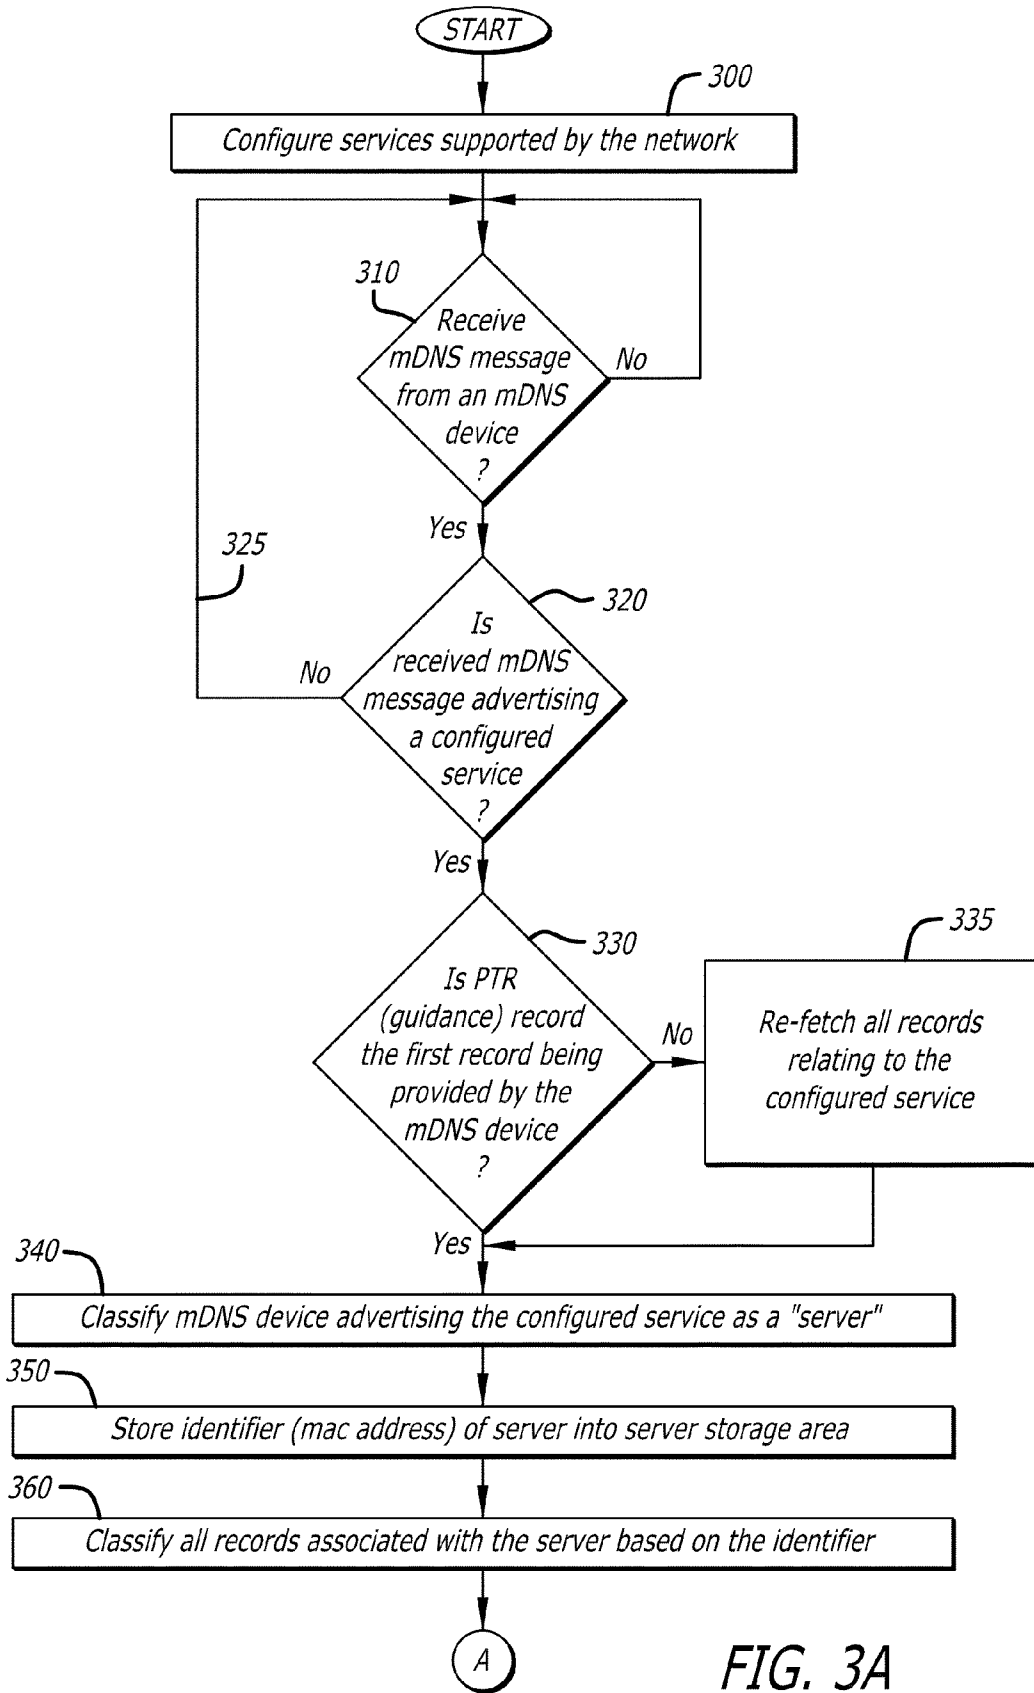 START
300
Configure services supported by the network
310
Receive
mDNS message
from an mDNS
device
?
No
Yes
325
320
Is
received mDNS
message advertising
a configured
service
?
No
Yes
330
Is PTR
(guidance) record
the first record being
provided by the
mDNS device
?
No
335
Re-fetch all records
relating to the
configured service
Yes
340
Classify mDNS device advertising the configured service as a "server"
350
Store identifier (mac address) of server into server storage area
360
Classify all records associated with the server based on the identifier
A
FIG. 3A